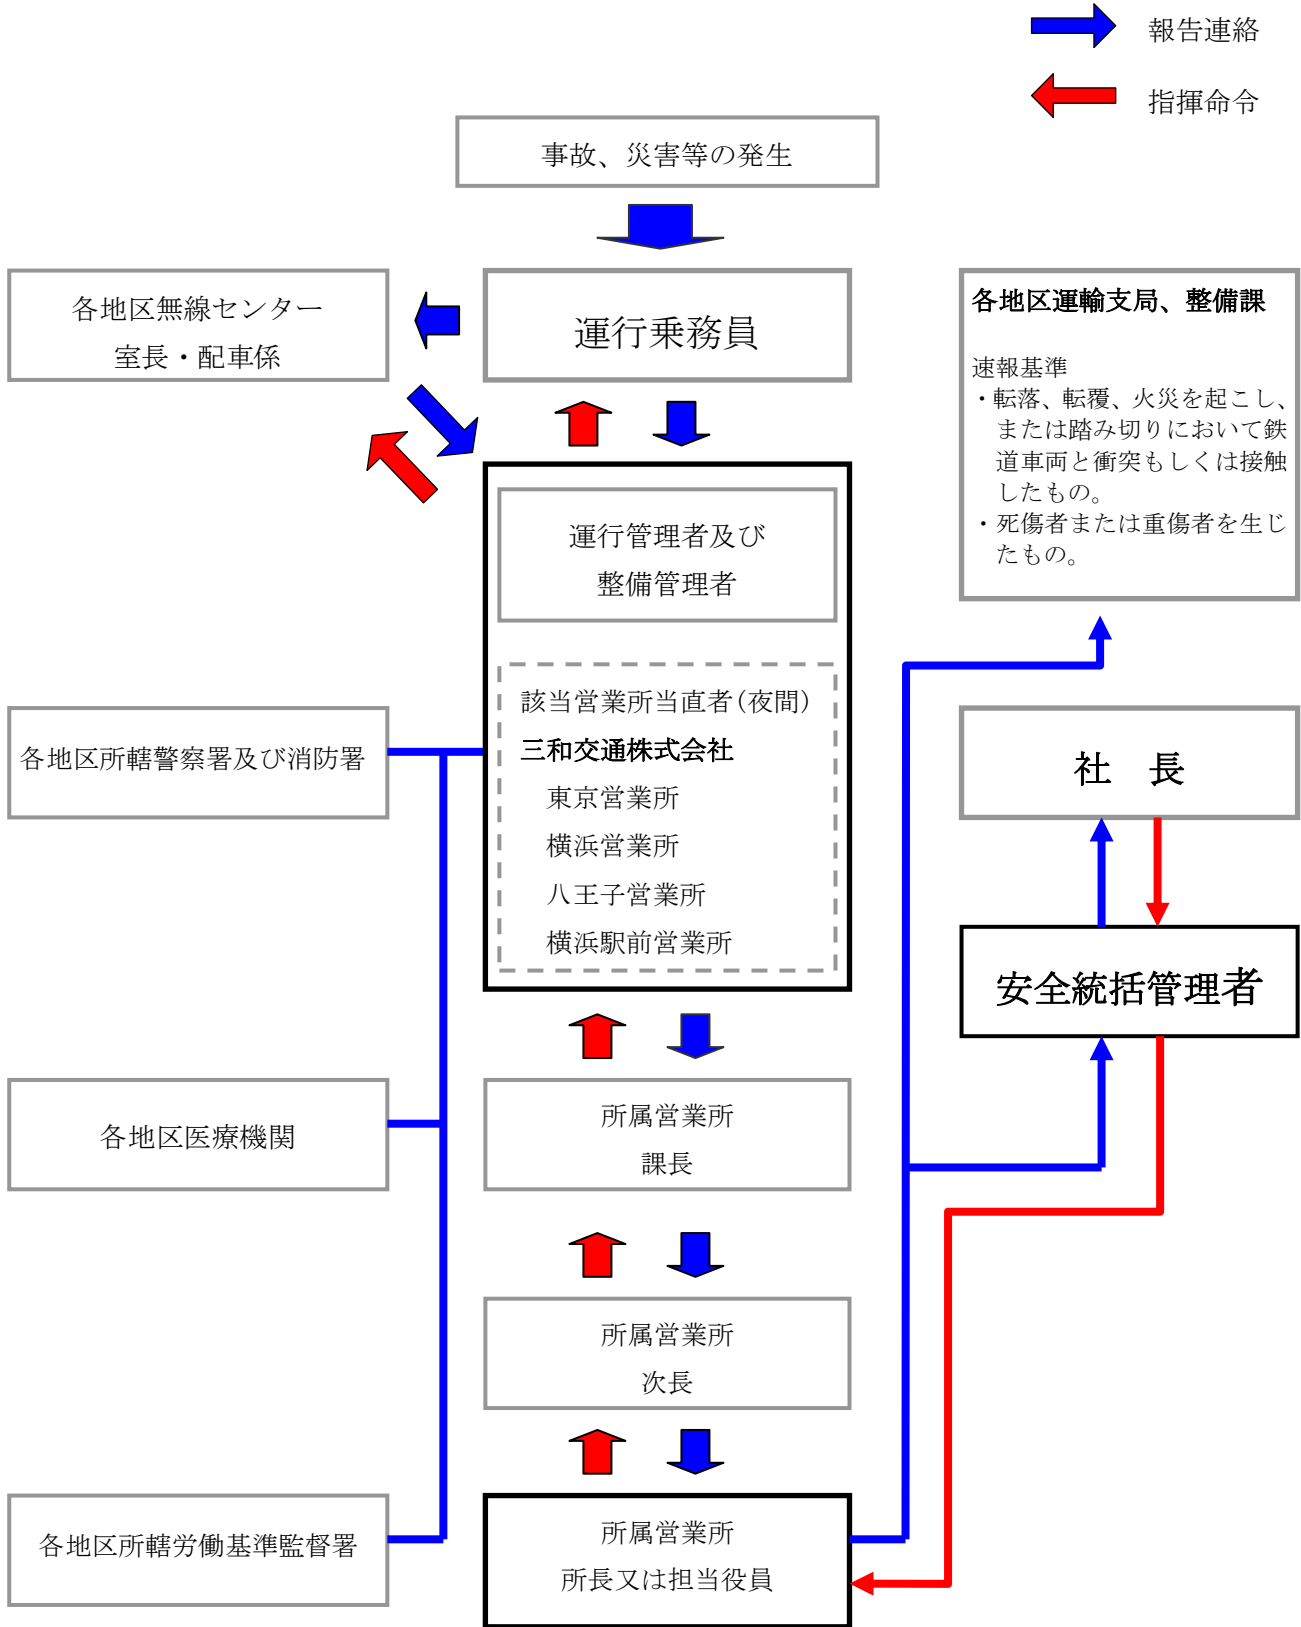 報告連絡
指揮命令
事故、災害等の発生
各地区無線センター
室長・配車係
運行乗務員
各地区運輸支局、整備課
速報基準
・転落、転覆、火災を起こし、
または踏み切りにおいて鉄
道車両と衝突もしくは接触
したもの。
・死傷者または重傷者を生じ
たもの。
運行管理者及び
整備管理者
該当営業所当直者(夜間)
三和交通株式会社
東京営業所
横浜営業所
八王子営業所
横浜駅前営業所
各地区所轄警察署及び消防署
社 長
安全統括管理者
各地区医療機関
所属営業所
課長
所属営業所
次長
各地区所轄労働基準監督署
所属営業所
所長又は担当役員